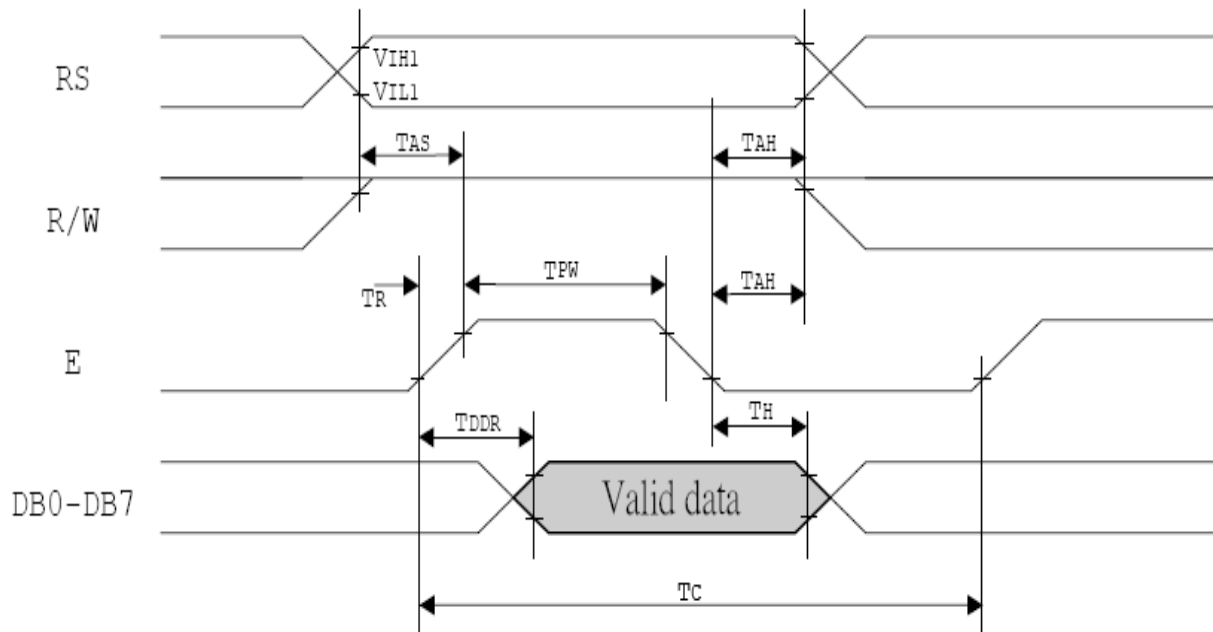 RS
VIH1
VIL1
TAS
TAH
R/W
TPW
TAH
TR
E
TDDR
TH
DB0-DB7
Valid data
TC